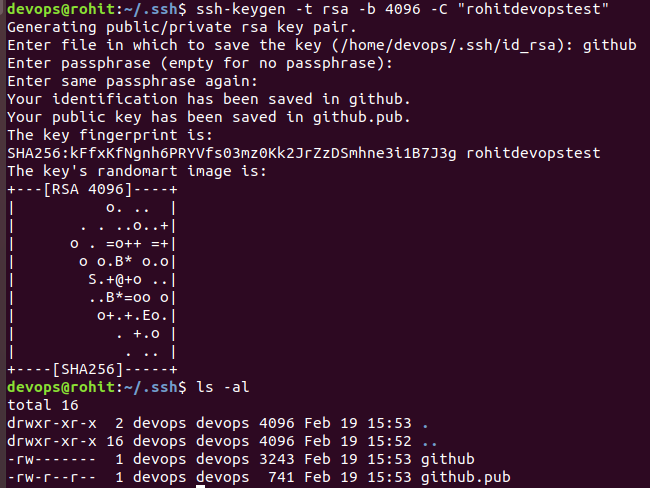 devops@rohit:~/.ssh$ ssh-keygen -t rsa -b 4096 -C "rohitdevopstest"
Generating public/private rsa key pair.
Enter file in which to save the key (/home/devops/.ssh/id_rsa): github
Enter passphrase (empty for no passphrase):
Enter same passphrase again:
Your identification has been saved in github.
Your public key has been saved in github.pub.
The key fingerprint is:
SHA256:kFfxKfNgnh6PRYVfs03mz0Kk2JrZzDSmhne3i1B7J3g rohitdevopstest
The key's randomart image is:
+---[RSA 4096]----+
|          o. ..  |
|       . . ..o..+|
|      o . =o++ =+|
|       o o.B* o.o|
|        S.+@+o ..|
|        ..B*=oo o|
|         o+.+.Eo.|
|           . +.o |
|            . .. |
+----[SHA256]-----+
devops@rohit:~/.ssh$ ls -al
total 16
drwxr-xr-x  2 devops devops 4096 Feb 19 15:53 .
drwxr-xr-x 16 devops devops 4096 Feb 19 15:52 ..
-rw-------  1 devops devops 3243 Feb 19 15:53 github
-rw-r--r--  1 devops devops  741 Feb 19 15:53 github.pub